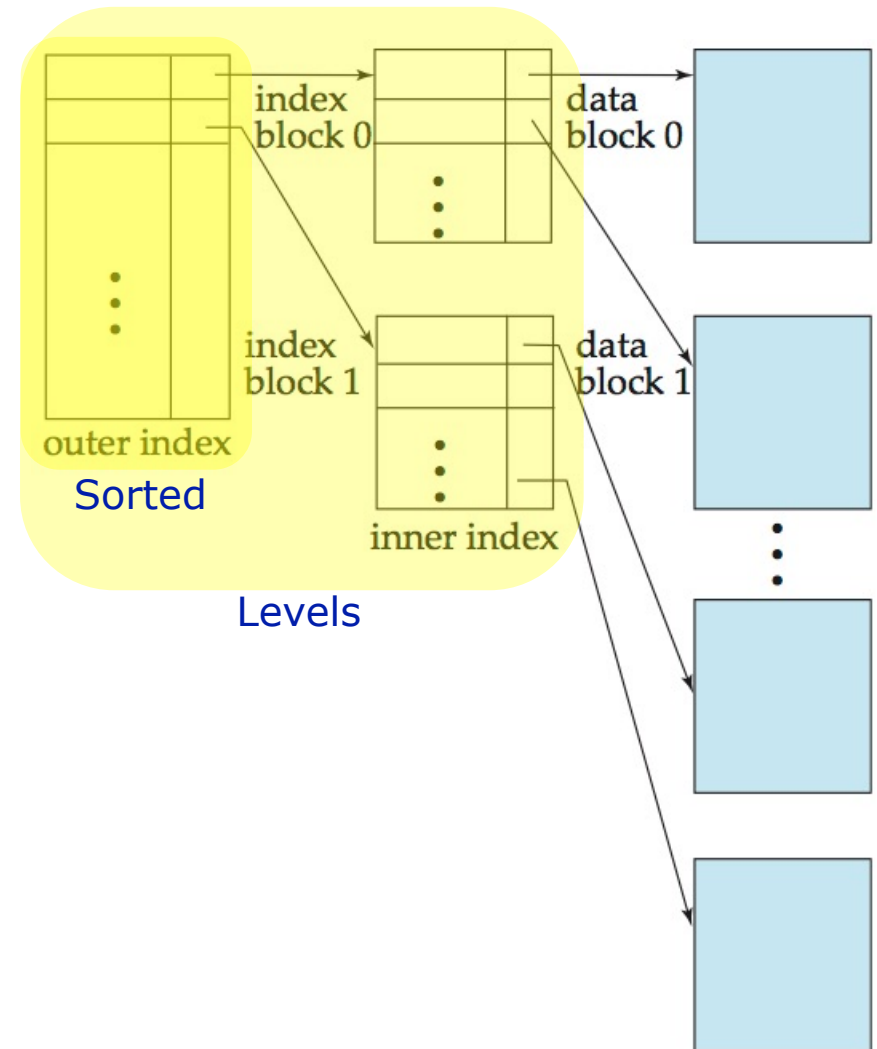 index
block 0
data
block 0
index
block 1
data
block 1
outer index
Sorted
inner index
Levels